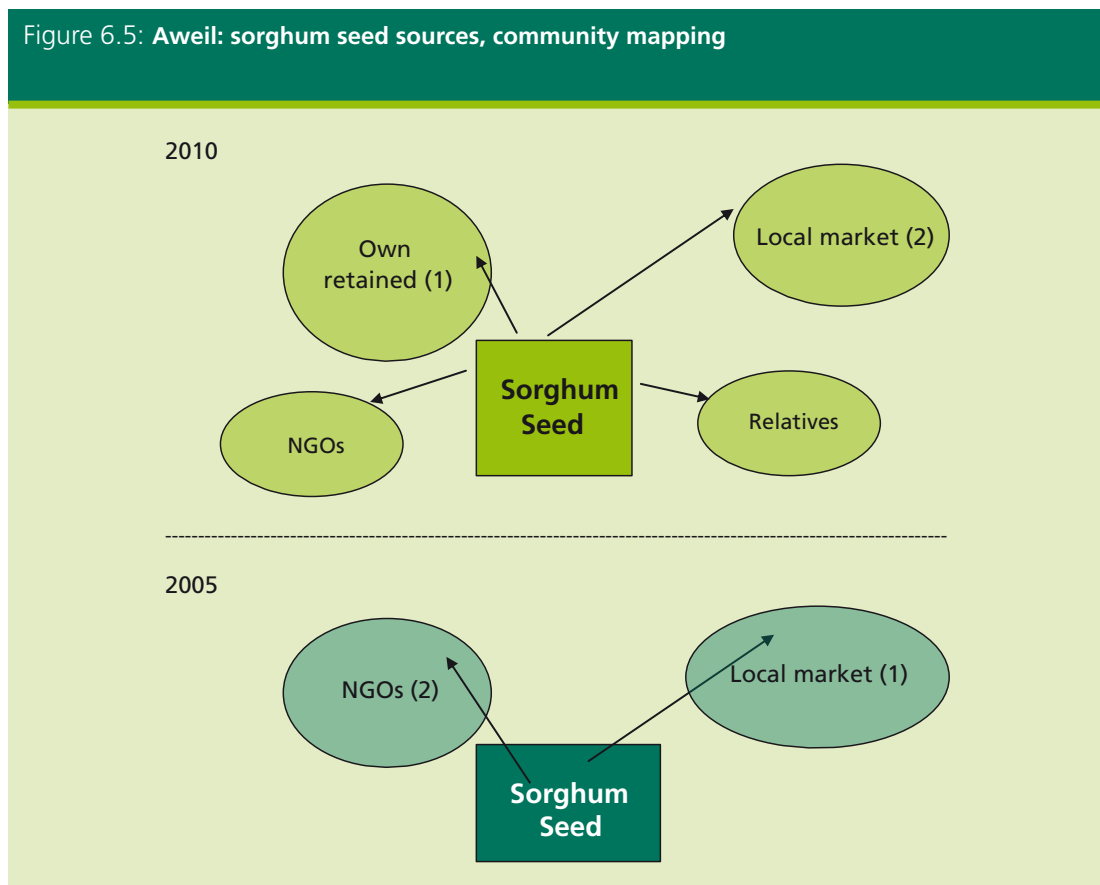 Figure 6.5: Aweil: sorghum seed sources, community mapping
2010
Own
retained (1)
Local market (2)
Sorghum
Seed
NGOs
Relatives
2005
NGOs (2)
Local market (1)
Sorghum
Seed